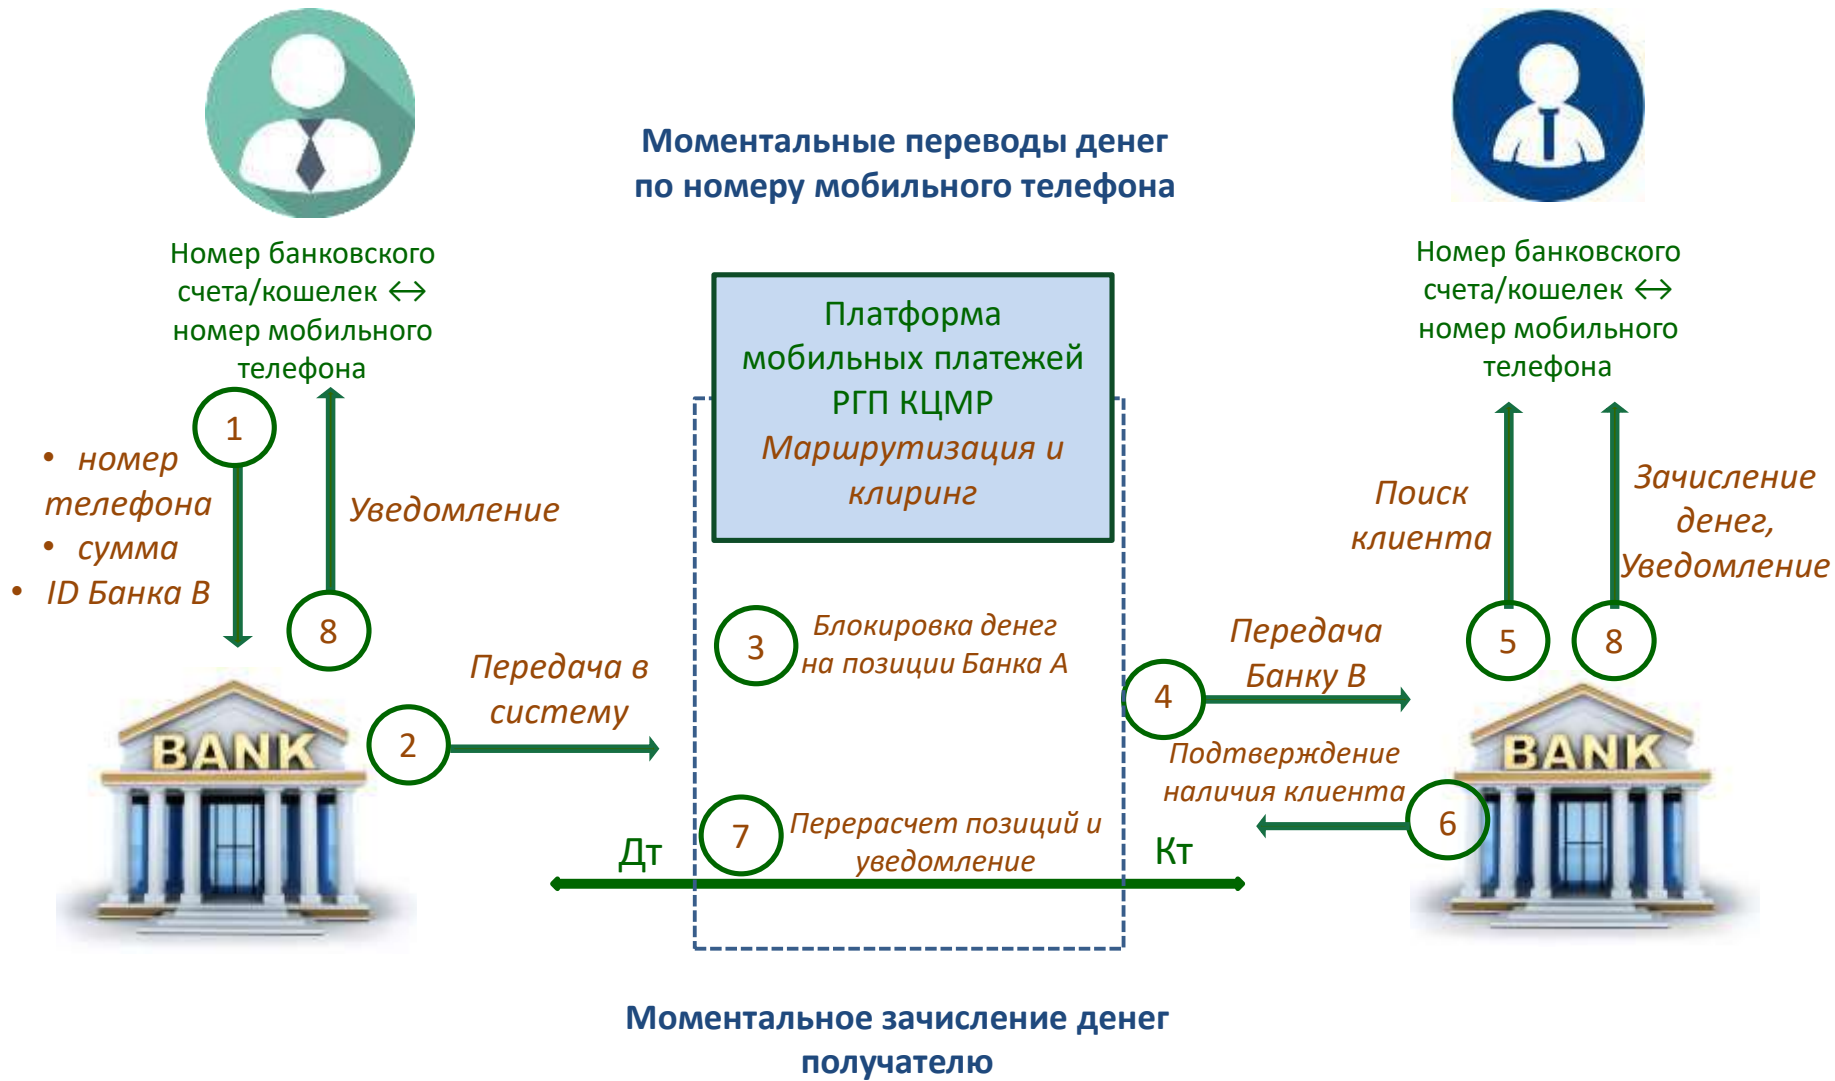 Моментальные переводы денег
по номеру мобильного телефона
Номер банковского
счета/кошелек ↔
номер мобильного
телефона
Номер банковского
счета/кошелек ↔
номер мобильного
телефона
Платформа
мобильных платежей
РГП КЦМР
Маршрутизация и
клиринг
1
• номер
телефона
• сумма
• ID Банка B
Уведомление
8
2
Передача в
систему
3
Блокировка денег
на позиции Банка А
4
Передача
Банку В
5
Поиск
клиента
8
Зачисление
денег,
Уведомление
Подтверждение
наличия клиента
6
7
Перерасчет позиций и
уведомление
Дт
Кт
BANK
BANK
Моментальное зачисление денег
получателю